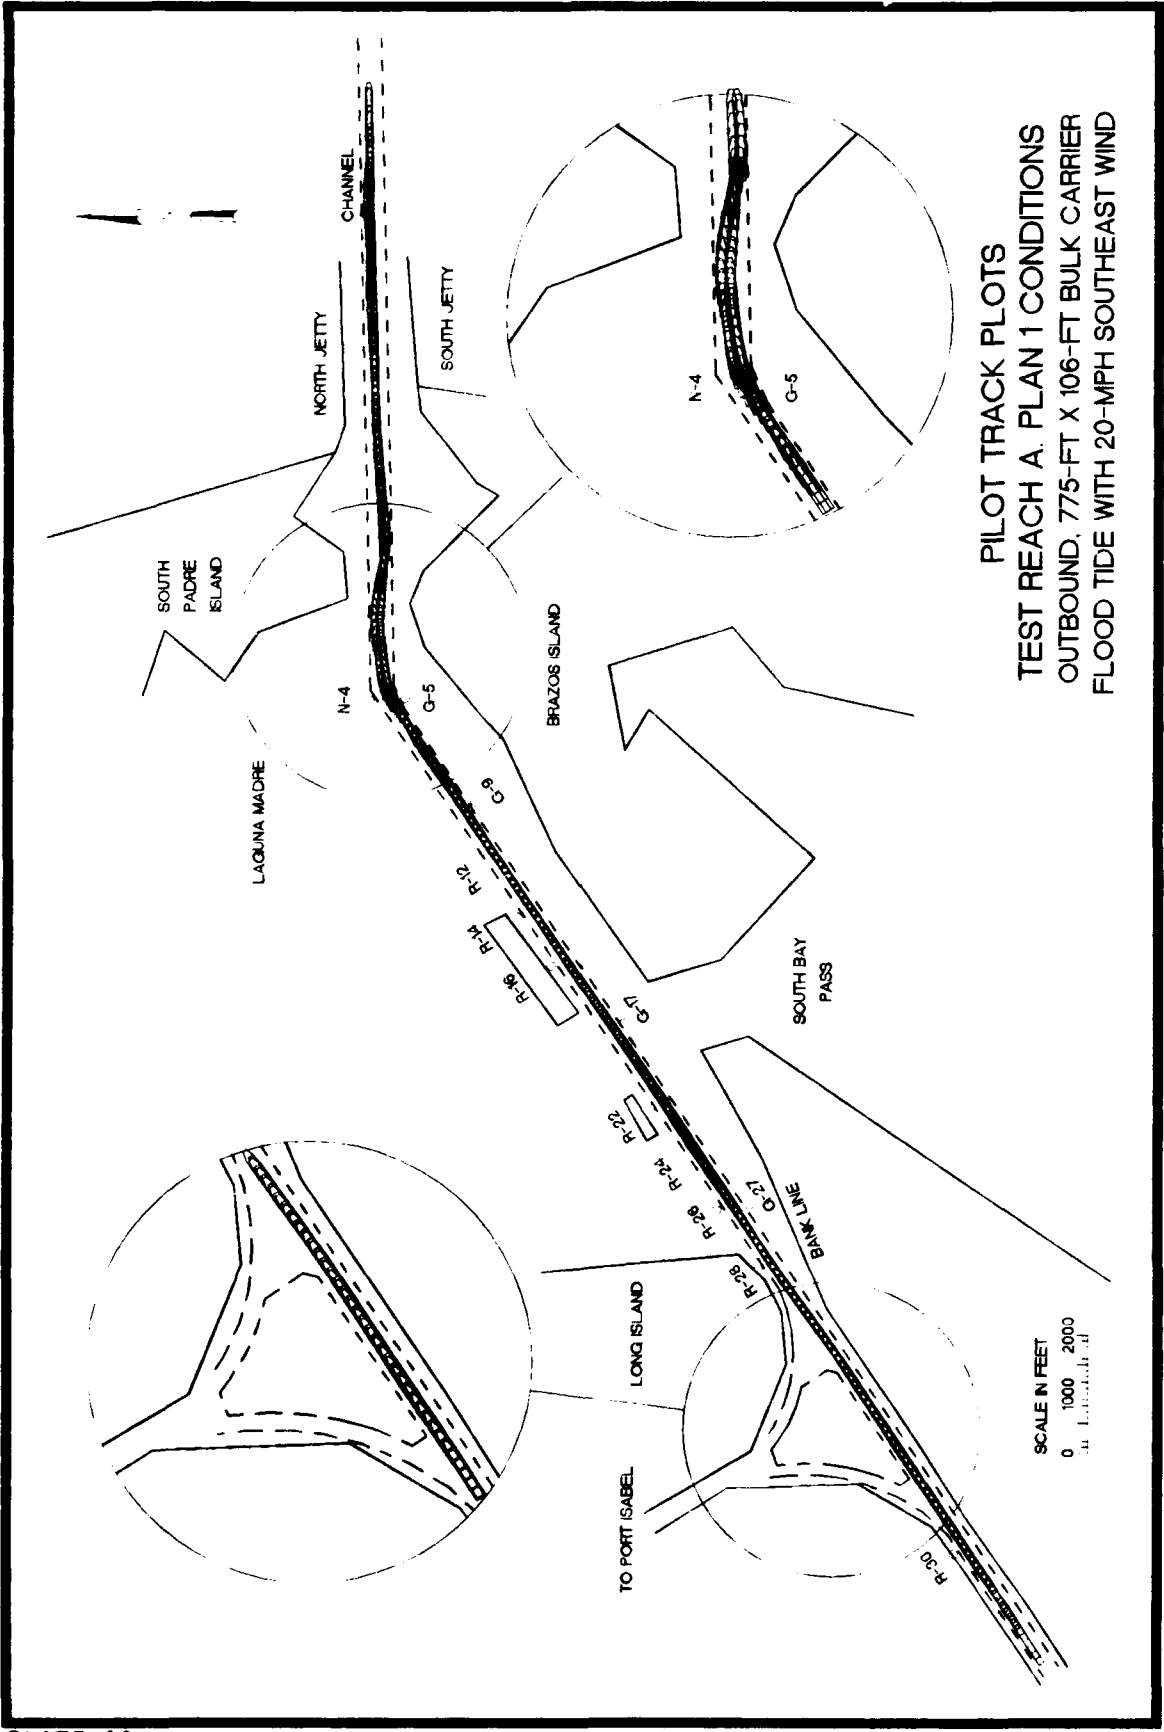 PILOT TRACK PLOTS
TEST REACH A. PLAN 1 CONDITIONS
OUTBOUND, 775-FT X 106-FT BULK CARRIER
FLOOD TIDE WITH 20-MPH SOUTHEAST WIND
CHANNEL
NORTH JETTY
SOUTH JETTY
SOUTH
PADRE
ISLAND
N-4
G-5
N-4
G-5
LAGUNA MADRE
BRAZOS ISLAND
G-9
R-12
R-14
R-16
G-17
SOUTH BAY
PASS
R-22
R-24
R-26
G-27
BANK LINE
R-28
LONG ISLAND
TO PORT ISABEL
R-30
SCALE IN FEET
0 1000 2000